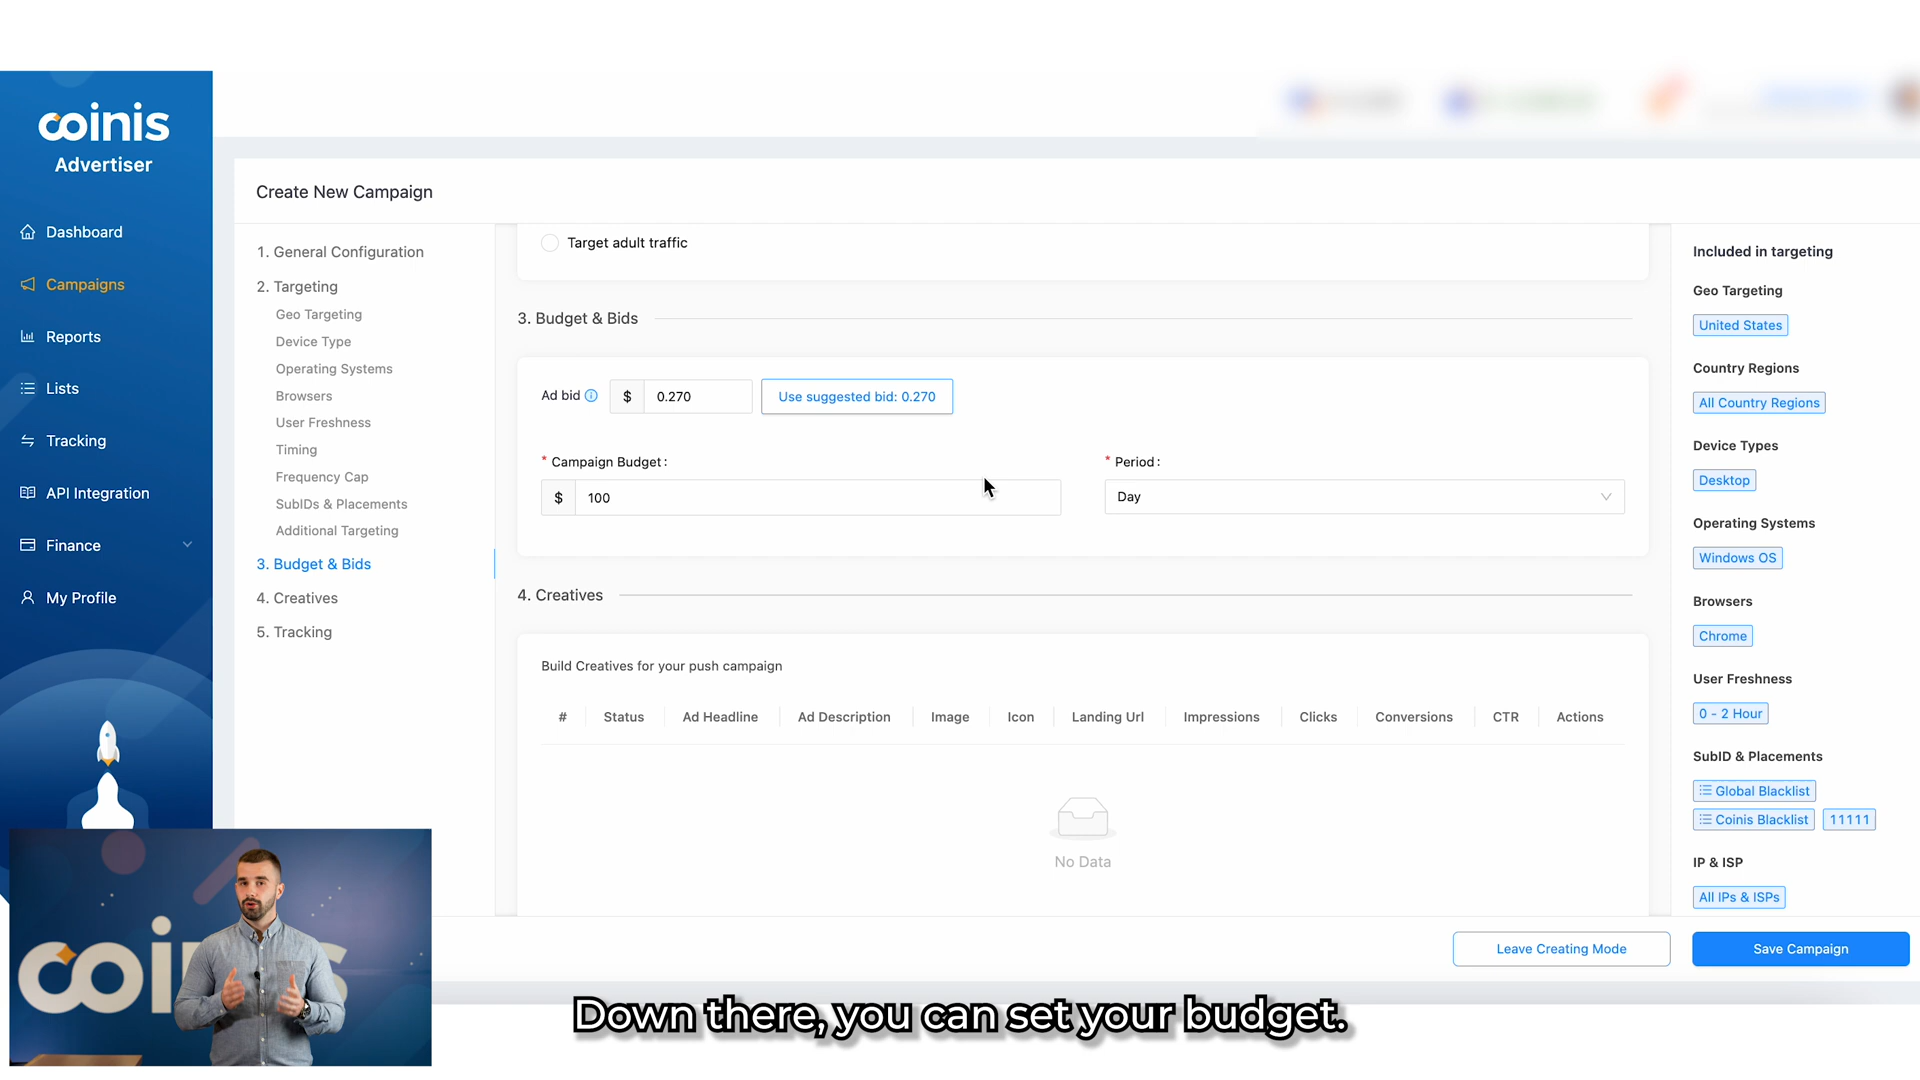 coinis
Advertiser
Dashboard
Campaigns
Reports
Lists
Tracking
API Integration
Finance
My Profile
Create New Campaign
1. General Configuration
2. Targeting
Geo Targeting
Device Type
Operating Systems
Browsers
User Freshness
Timing
Frequency Cap
SubIDs & Placements
Additional Targeting
3. Budget & Bids
4. Creatives
5. Tracking
Target adult traffic
3. Budget & Bids
Ad bid $ 0.270 Use suggested bid: 0.270
* Campaign Budget :
$ 100
* Period :
Day
4. Creatives
Build Creatives for your push campaign
# Status Ad Headline Ad Description Image Icon Landing Url Impressions Clicks Conversions CTR Actions
No Data
Included in targeting
Geo Targeting
United States
Country Regions
All Country Regions
Device Types
Desktop
Operating Systems
Windows OS
Browsers
Chrome
User Freshness
0 - 2 Hour
SubID & Placements
Global Blacklist
Coinis Blacklist 11111
IP & ISP
All IPs & ISPs
Leave Creating Mode
Save Campaign
Down there, you can set your budget.